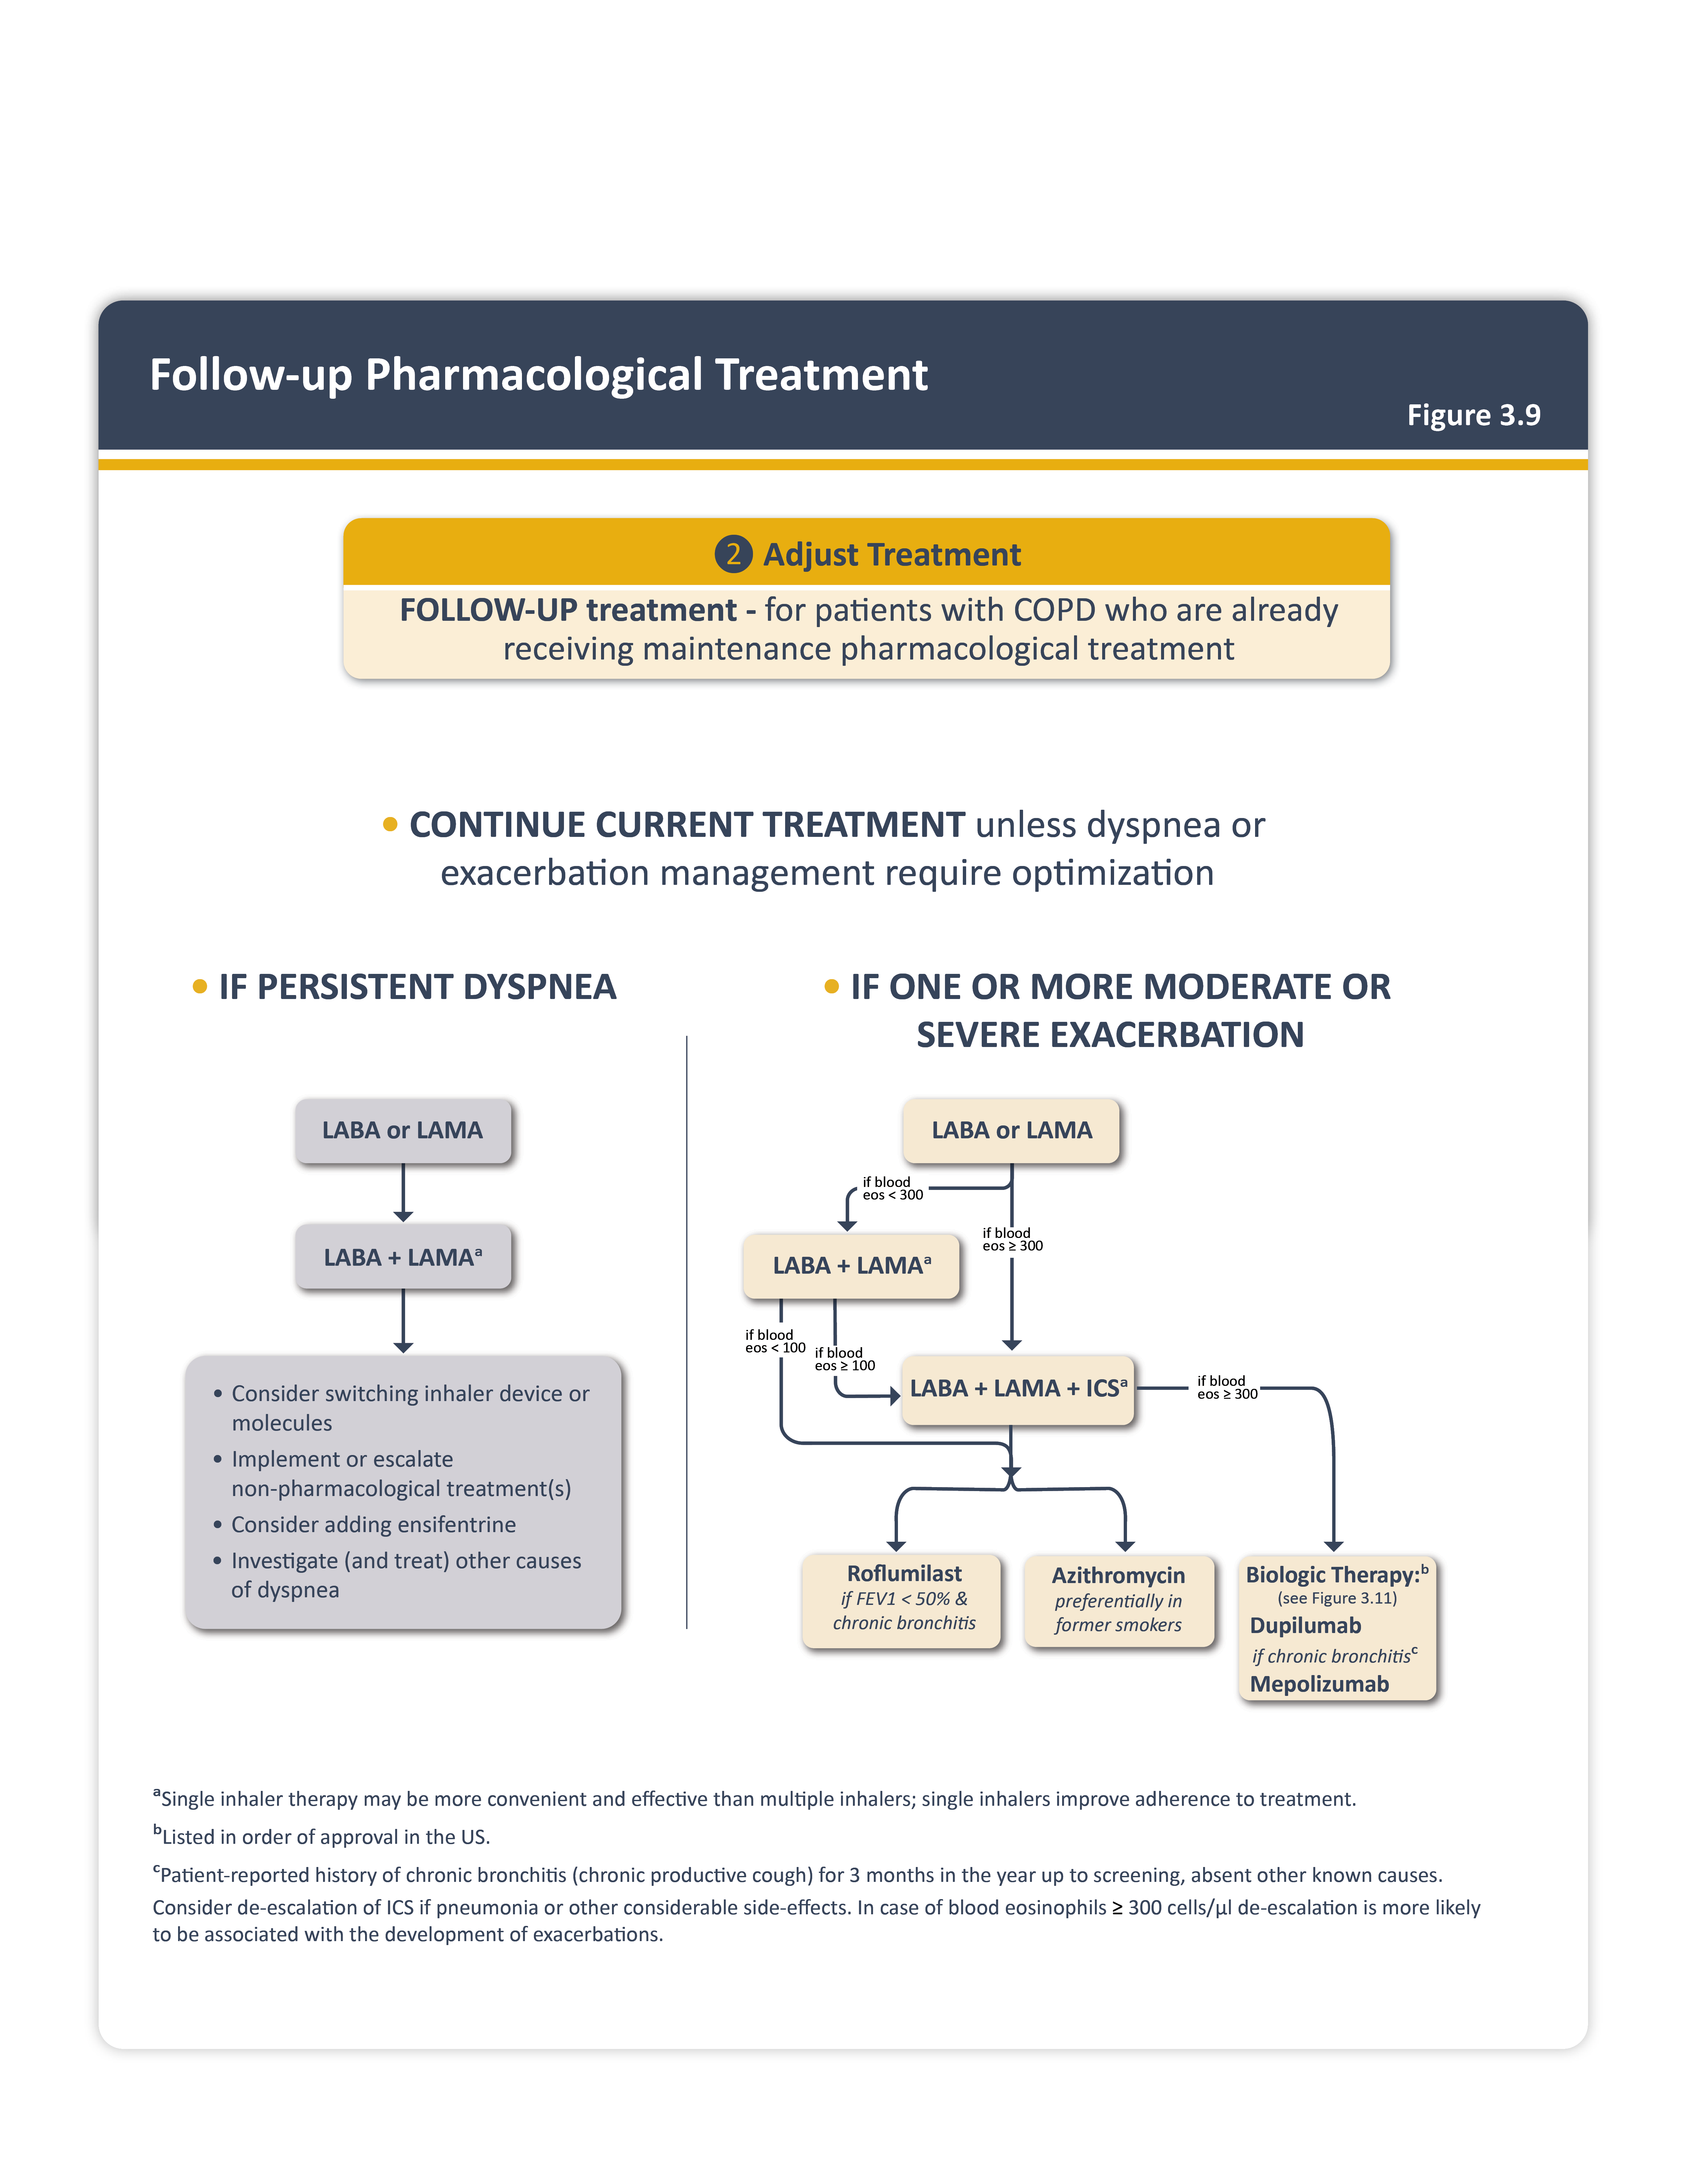 Follow-up Pharmacological Treatment
Figure 3.9
2 Adjust Treatment
FOLLOW-UP treatment - for patients with COPD who are already
receiving maintenance pharmacological treatment
• CONTINUE CURRENT TREATMENT unless dyspnea or
exacerbation management require optimization
• IF PERSISTENT DYSPNEA
LABA or LAMA
LABA + LAMAᵃ
• Consider switching inhaler device or
molecules
• Implement or escalate
non-pharmacological treatment(s)
• Consider adding ensifentrine
• Investigate (and treat) other causes
of dyspnea
• IF ONE OR MORE MODERATE OR
SEVERE EXACERBATION
LABA or LAMA
if blood
eos < 300
if blood
eos ≥ 300
LABA + LAMAᵃ
if blood
eos < 100
if blood
eos ≥ 100
LABA + LAMA + ICSᵃ
if blood
eos ≥ 300
Roflumilast
if FEV1 < 50% &
chronic bronchitis
Azithromycin
preferentially in
former smokers
Biologic Therapy:ᵇ
(see Figure 3.11)
Dupilumab
if chronic bronchitisᶜ
Mepolizumab
ᵃSingle inhaler therapy may be more convenient and effective than multiple inhalers; single inhalers improve adherence to treatment.
ᵇListed in order of approval in the US.
ᶜPatient-reported history of chronic bronchitis (chronic productive cough) for 3 months in the year up to screening, absent other known causes.
Consider de-escalation of ICS if pneumonia or other considerable side-effects. In case of blood eosinophils ≥ 300 cells/µl de-escalation is more likely
to be associated with the development of exacerbations.